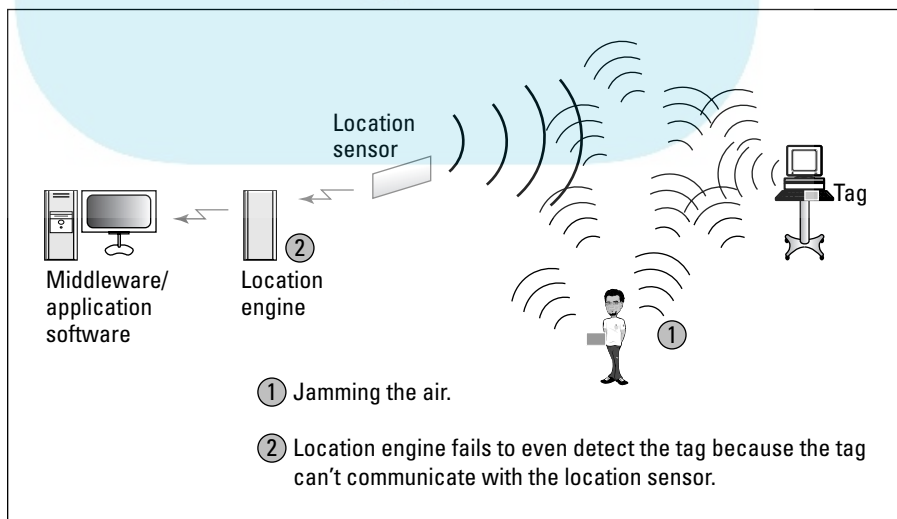 Location
sensor
Tag
2
Middleware/
application
software
Location
engine
1
1 Jamming the air.
2 Location engine fails to even detect the tag because the tag
can't communicate with the location sensor.